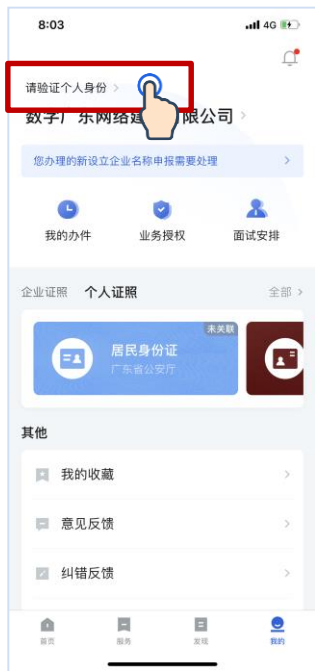 8:03
4G
请验证个人身份 >
数字广东网络建 限公司 >
您办理的新设立企业名称申报需要处理 >
我的办件 业务授权 面试安排
企业证照 个人证照 全部 >
未关联
居民身份证
广东省公安厅
其他
我的收藏 >
意见反馈 >
纠错反馈 >
首页 服务 发现 我的